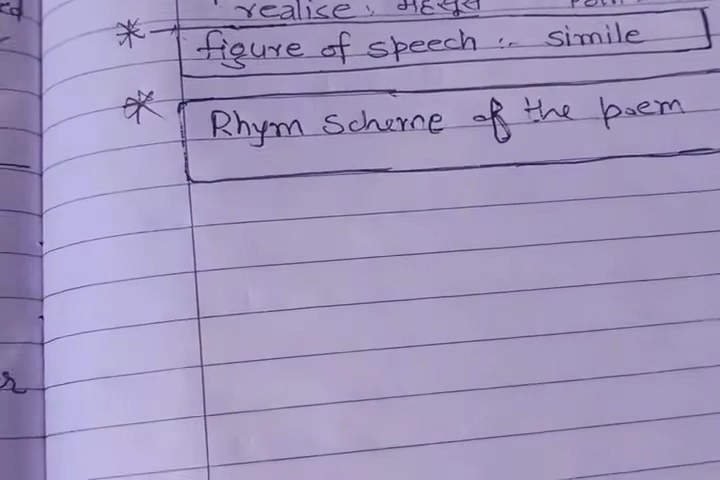 realise : महसूस
* figure of speech :- simile
* Rhym Scheme of the poem